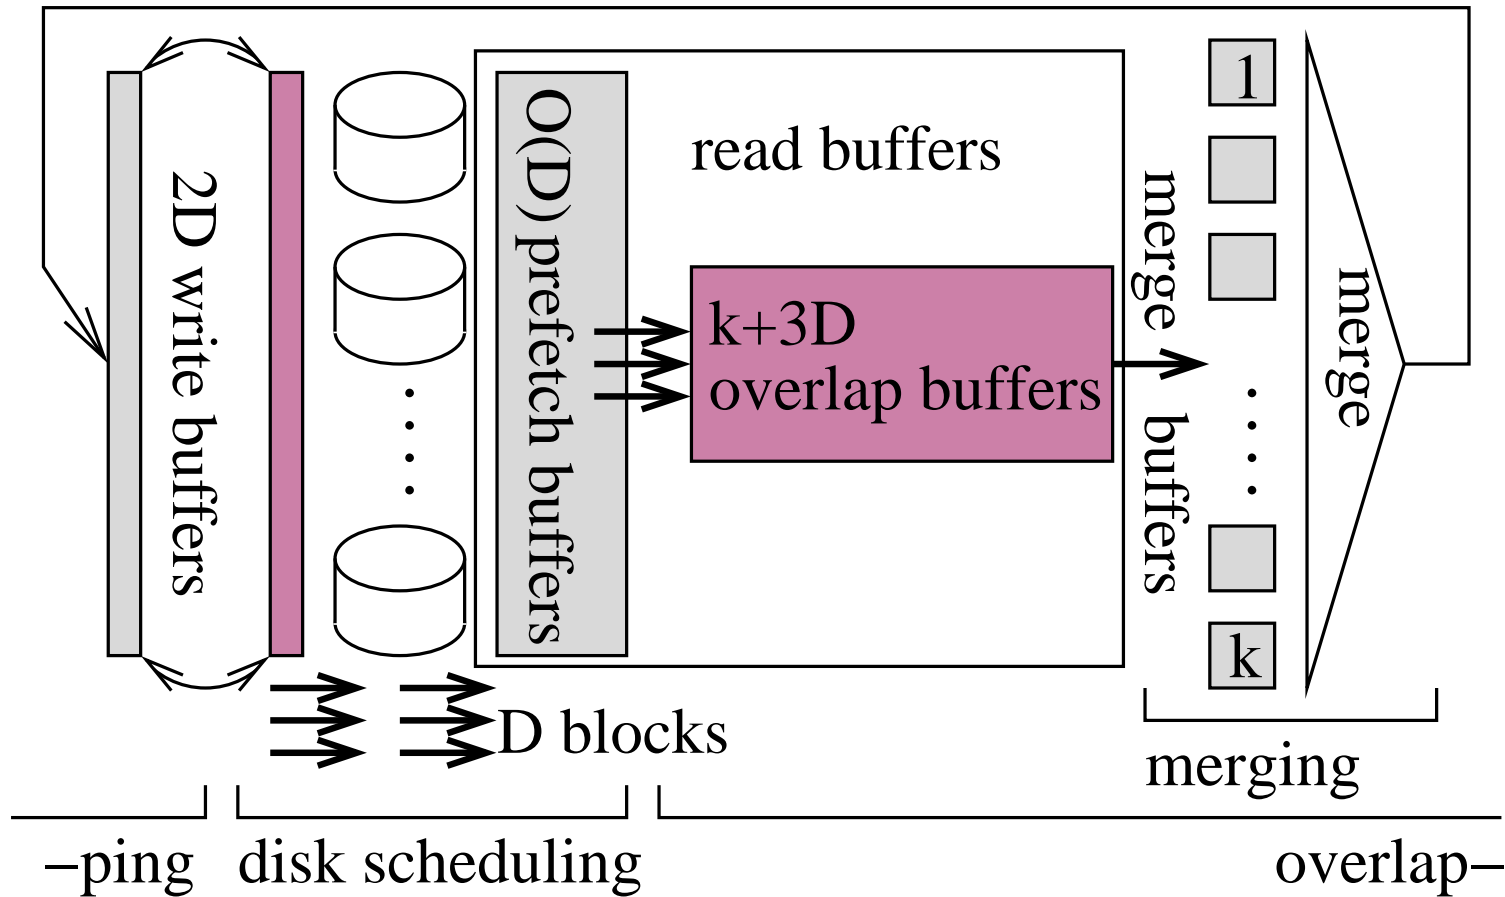 2D write buffers
O(D) prefetch buffers
read buffers
k+3D
overlap buffers
merge buffers
1
k
merge
D blocks
merging
–ping
disk scheduling
overlap–